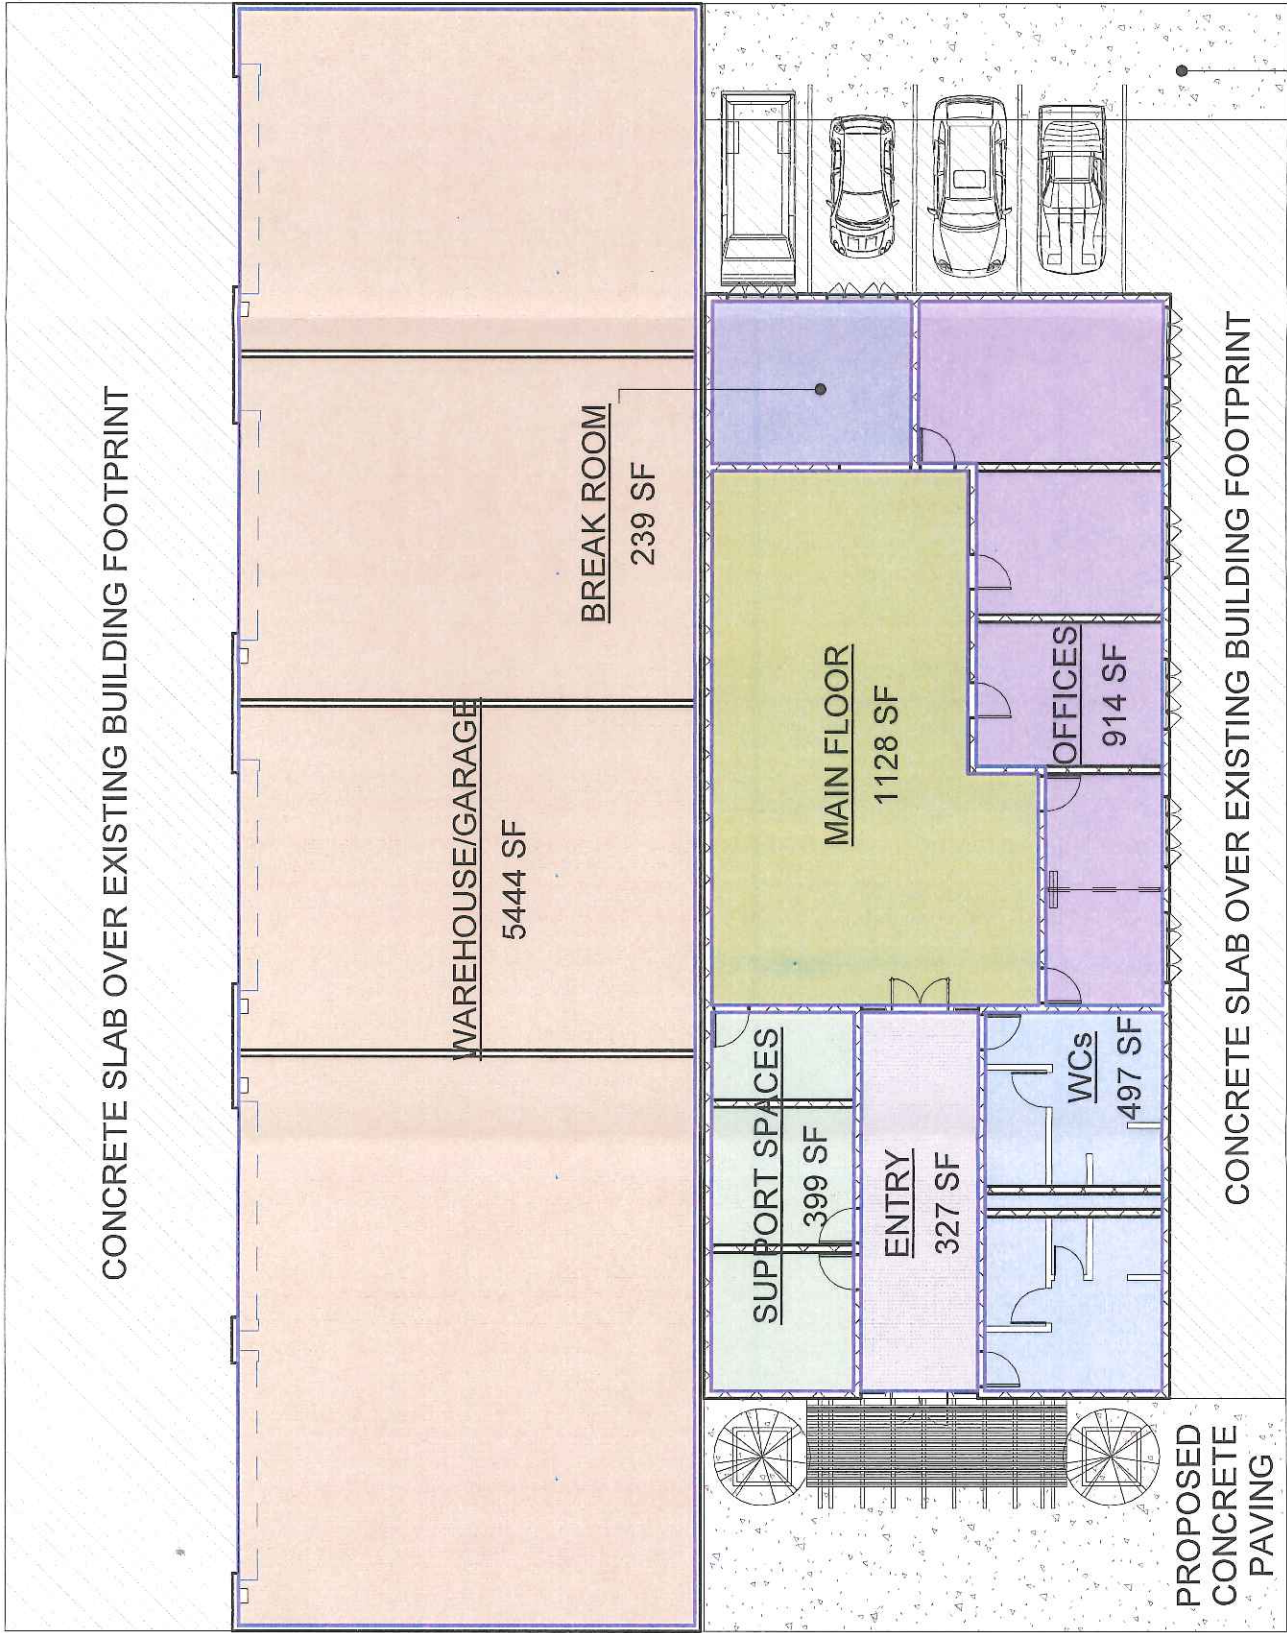 CONCRETE SLAB OVER EXISTING BUILDING FOOTPRINT
WAREHOUSE/GARAGE
5444 SF
BREAK ROOM
239 SF
SUPPORT SPACES
399 SF
MAIN FLOOR
1128 SF
ENTRY
327 SF
WCs
497 SF
OFFICES
914 SF
PROPOSED
CONCRETE
PAVING
CONCRETE SLAB OVER EXISTING BUILDING FOOTPRINT